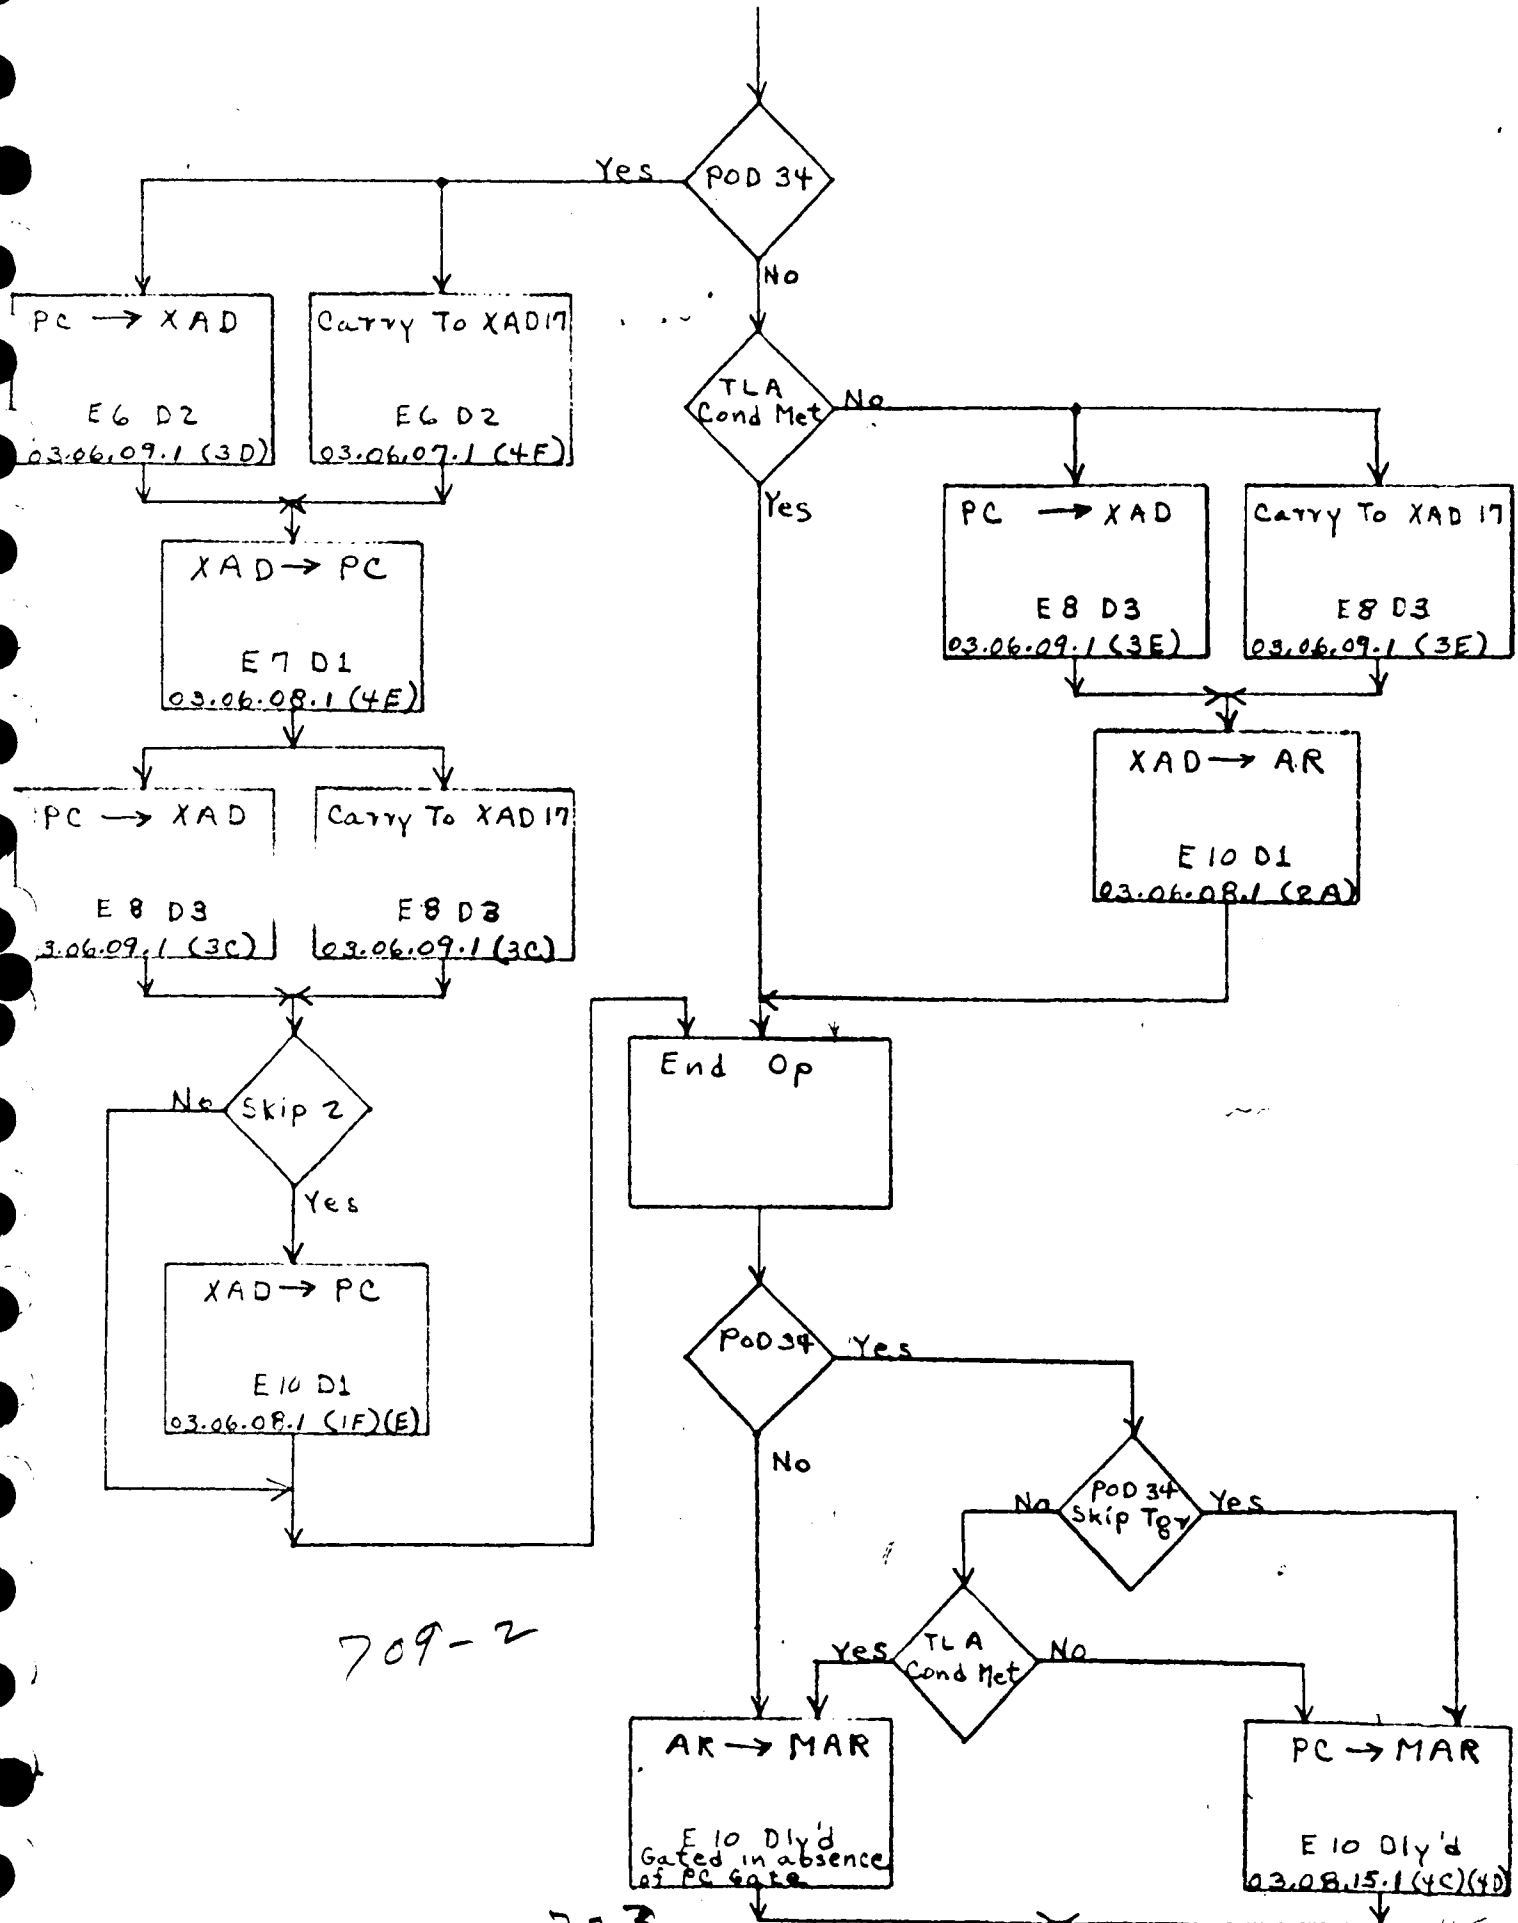 Yes
POD 34
No
PC → XAD
E6 D2
03.06.09.1 (3D)
Carry To XAD17
E6 D2
03.06.07.1 (4F)
TLA
Cond Met
No
Yes
XAD → PC
E7 D1
03.06.08.1 (4E)
PC → XAD
E8 D3
03.06.09.1 (3E)
Carry To XAD 17
E8 D3
03.06.09.1 (3E)
XAD → AR
E10 D1
03.06.08.1 (2A)
PC → XAD
E8 D3
3.06.09.1 (3C)
Carry To XAD17
E8 D3
03.06.09.1 (3C)
No
Skip 2
Yes
End Op
XAD → PC
E10 D1
03.06.08.1 (1F)(E)
POD 34
Yes
No
No
POD 34
Skip Tgr
Yes
Yes
TLA
Cond Met
No
709-2
AR → MAR
E 10 Dly'd
Gated in absence
of PC Gate
PC → MAR
E 10 Dly'd
03.08.15.1 (4C)(4D)